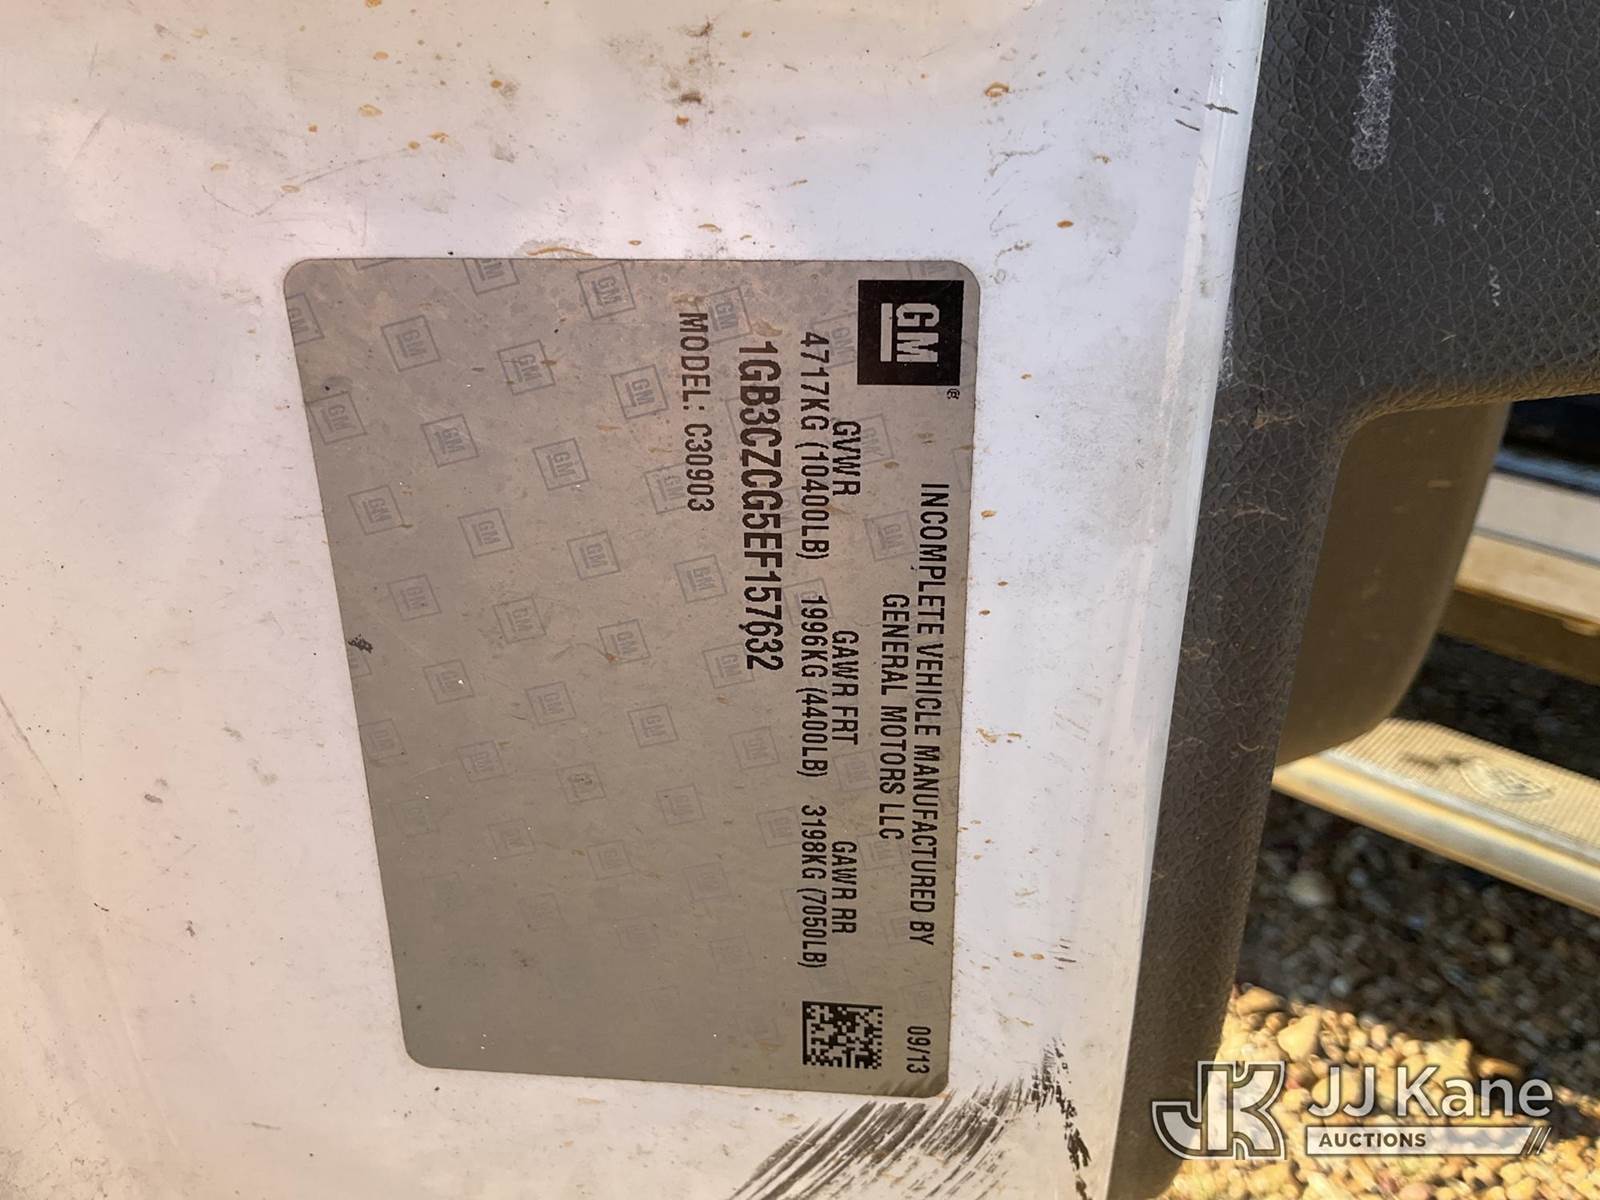 GM®
INCOMPLETE VEHICLE MANUFACTURED BY
GENERAL MOTORS LLC
09/13
GVWR GAWR FRT GAWR RR
4717KG (10400LB) 1996KG (4400LB) 3198KG (7050LB)
1GB3CZCG5EF157632
MODEL: C30903
JK JJ Kane
AUCTIONS